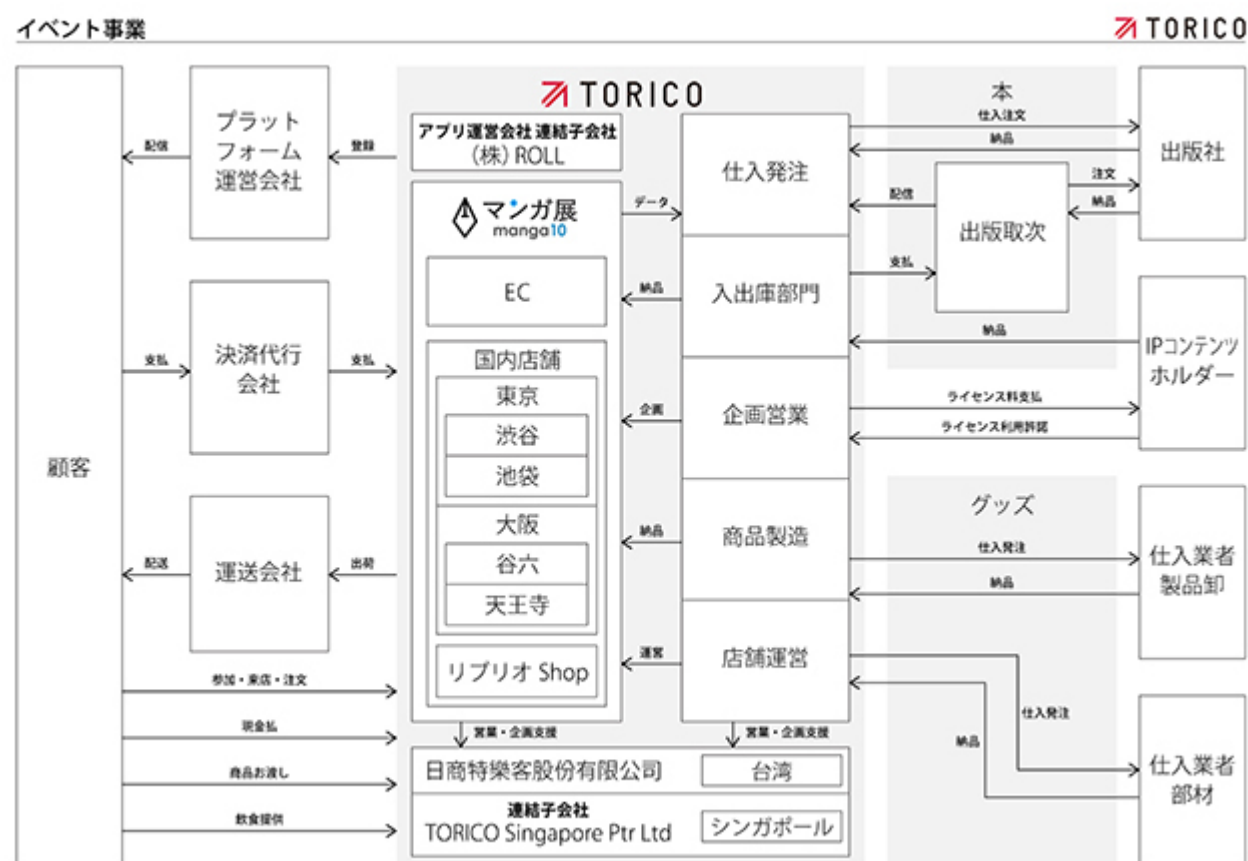 イベント事業
TORICO
顧客
配信
プラット
フォーム
運営会社
登録
支払
決済代行
会社
支払
配送
運送会社
出荷
参加・来店・注文
現金払
商品お渡し
飲食提供
TORICO
アプリ運営会社 連結子会社
(株) ROLL
マンガ展
manga10
EC
国内店舗
東京
渋谷
池袋
大阪
谷六
天王寺
リブリオ Shop
データ
納品
企画
納品
運営
仕入発注
入出庫部門
企画営業
商品製造
店舗運営
営業・企画支援
営業・企画支援
日商特樂客股份有限公司
台湾
連結子会社
TORICO Singapore Ptr Ltd
シンガポール
本
仕入注文
納品
配信
出版取次
注文
納品
支払
納品
ライセンス料支払
ライセンス利用許諾
グッズ
仕入発注
納品
仕入発注
納品
出版社
IPコンテンツ
ホルダー
仕入業者
製品卸
仕入業者
部材